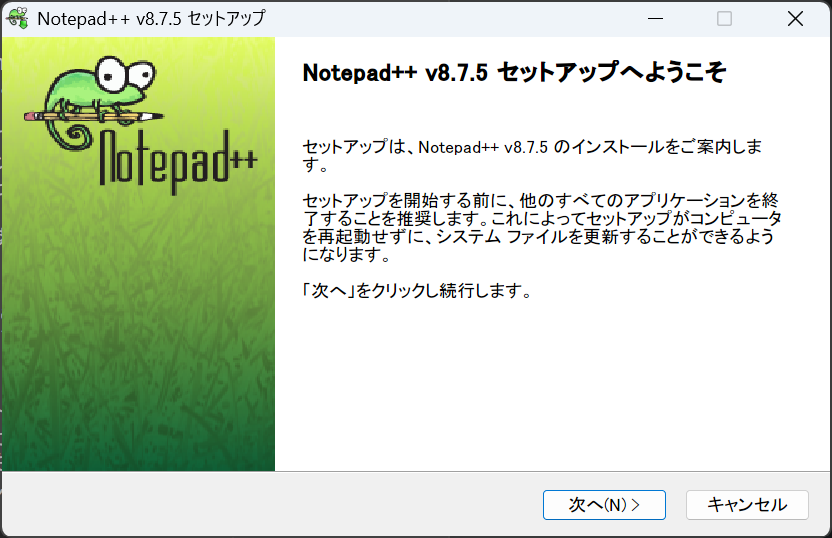 Notepad++ v8.7.5 セットアップ
Notepad++
Notepad++ v8.7.5 セットアップへようこそ
セットアップは、Notepad++ v8.7.5 のインストールをご案内しま
す。
セットアップを開始する前に、他のすべてのアプリケーションを終
了することを推奨します。これによってセットアップがコンピュータ
を再起動せずに、システム ファイルを更新することができるよう
になります。
「次へ」をクリックし続行します。
次へ(N) >
キャンセル